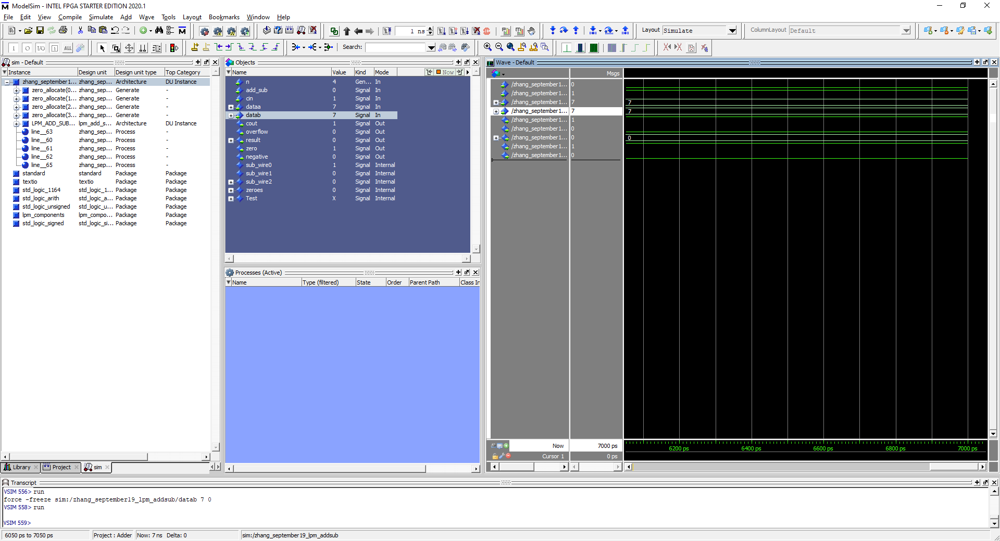 ModelSim - INTEL FPGA STARTER EDITION 2020.1
File Edit View Compile Simulate Add Wave Tools Layout Bookmarks Window Help
1 ns
Layout Simulate
ColumnLayout Default
Search:
sim - Default
Instance Design unit Design unit type Top Category
zhang_september1... zhang_sep... Architecture DU Instance
zero_allocate(0... zhang_sep... Generate -
zero_allocate(1... zhang_sep... Generate -
zero_allocate(2... zhang_sep... Generate -
zero_allocate(3... zhang_sep... Generate -
LPM_ADD_SUB... lpm_add_s... Architecture DU Instance
line__63 zhang_sep... Process -
line__60 zhang_sep... Process -
line__61 zhang_sep... Process -
line__62 zhang_sep... Process -
line__65 zhang_sep... Process -
standard standard Package Package
textio textio Package Package
std_logic_1164 std_logic_1... Package Package
std_logic_arith std_logic_a... Package Package
std_logic_unsigned std_logic_u... Package Package
lpm_components lpm_compo... Package Package
std_logic_signed std_logic_si... Package Package
Library Project sim
Objects
Name Value Kind Mode Now
n 4 Gen... In
add_sub 0 Signal In
cin 1 Signal In
dataa 7 Signal In
datab 7 Signal In
cout 1 Signal Out
overflow 0 Signal Out
result 0 Signal Out
zero 1 Signal Out
negative 0 Signal Out
sub_wire0 1 Signal Internal
sub_wire1 0 Signal Internal
sub_wire2 0 Signal Internal
zeroes 0 Signal Internal
Test X Signal Internal
Processes (Active)
Name Type (filtered) State Order Parent Path Class In
Wave - Default
Msgs
/zhang_september1... 0
/zhang_september1... 1
/zhang_september1... 7 7
/zhang_september1... 7 7
/zhang_september1... 1
/zhang_september1... 0
/zhang_september1... 0 0
/zhang_september1... 1
/zhang_september1... 0
Now 7000 ps
6200 ps 6400 ps 6600 ps 6800 ps 7000 ps
Cursor 1 0 ps
Transcript
VSIM 556> run
force -freeze sim:/zhang_september19_lpm_addsub/datab 7 0
VSIM 558> run
VSIM 559>
6050 ps to 7050 ps Project : Adder Now: 7 ns Delta: 0 sim:/zhang_september19_lpm_addsub